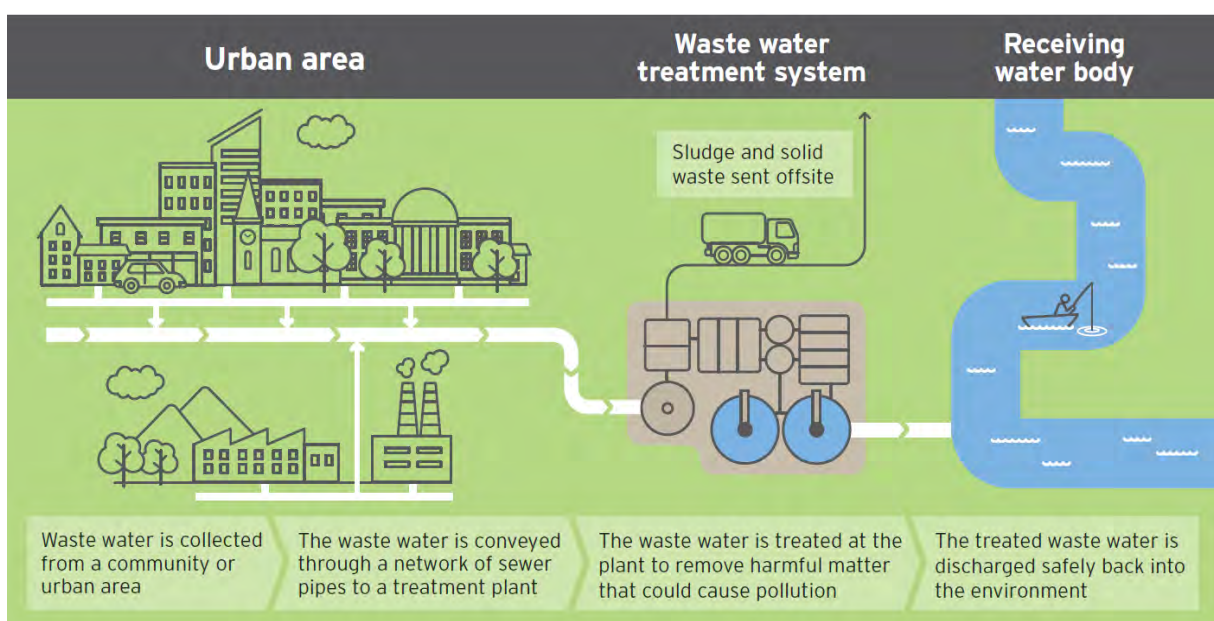 Urban area
Waste water
treatment system
Receiving
water body
Sludge and solid
waste sent offsite
Waste water is collected
from a community or
urban area
The waste water is conveyed
through a network of sewer
pipes to a treatment plant
The waste water is treated at the
plant to remove harmful matter
that could cause pollution
The treated waste water is
discharged safely back into
the environment